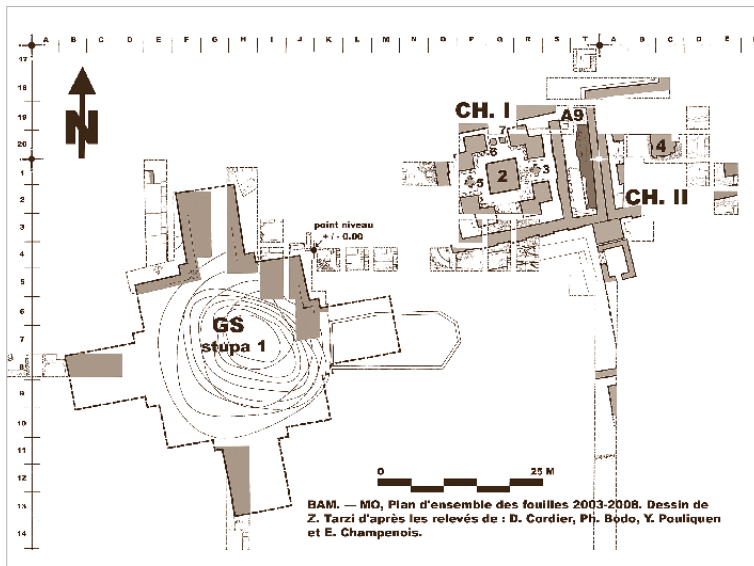 A B C D E F G H I J K L M N O P Q R S T A B C D E
17
18
19
20
1
2
3
4
5
6
7
8
9
10
11
12
13
14
N
CH. I
A9
7
6
4
2
3
5
CH. II
point niveau
+ / - 0.00
GS
stupa 1
0 25 M
BAM. — MO, Plan d'ensemble des fouilles 2003-2008. Dessin de
Z. Tarzi d'après les relevés de : D. Cordier, Ph. Bodo, Y. Pouliquen
et E. Champenois.